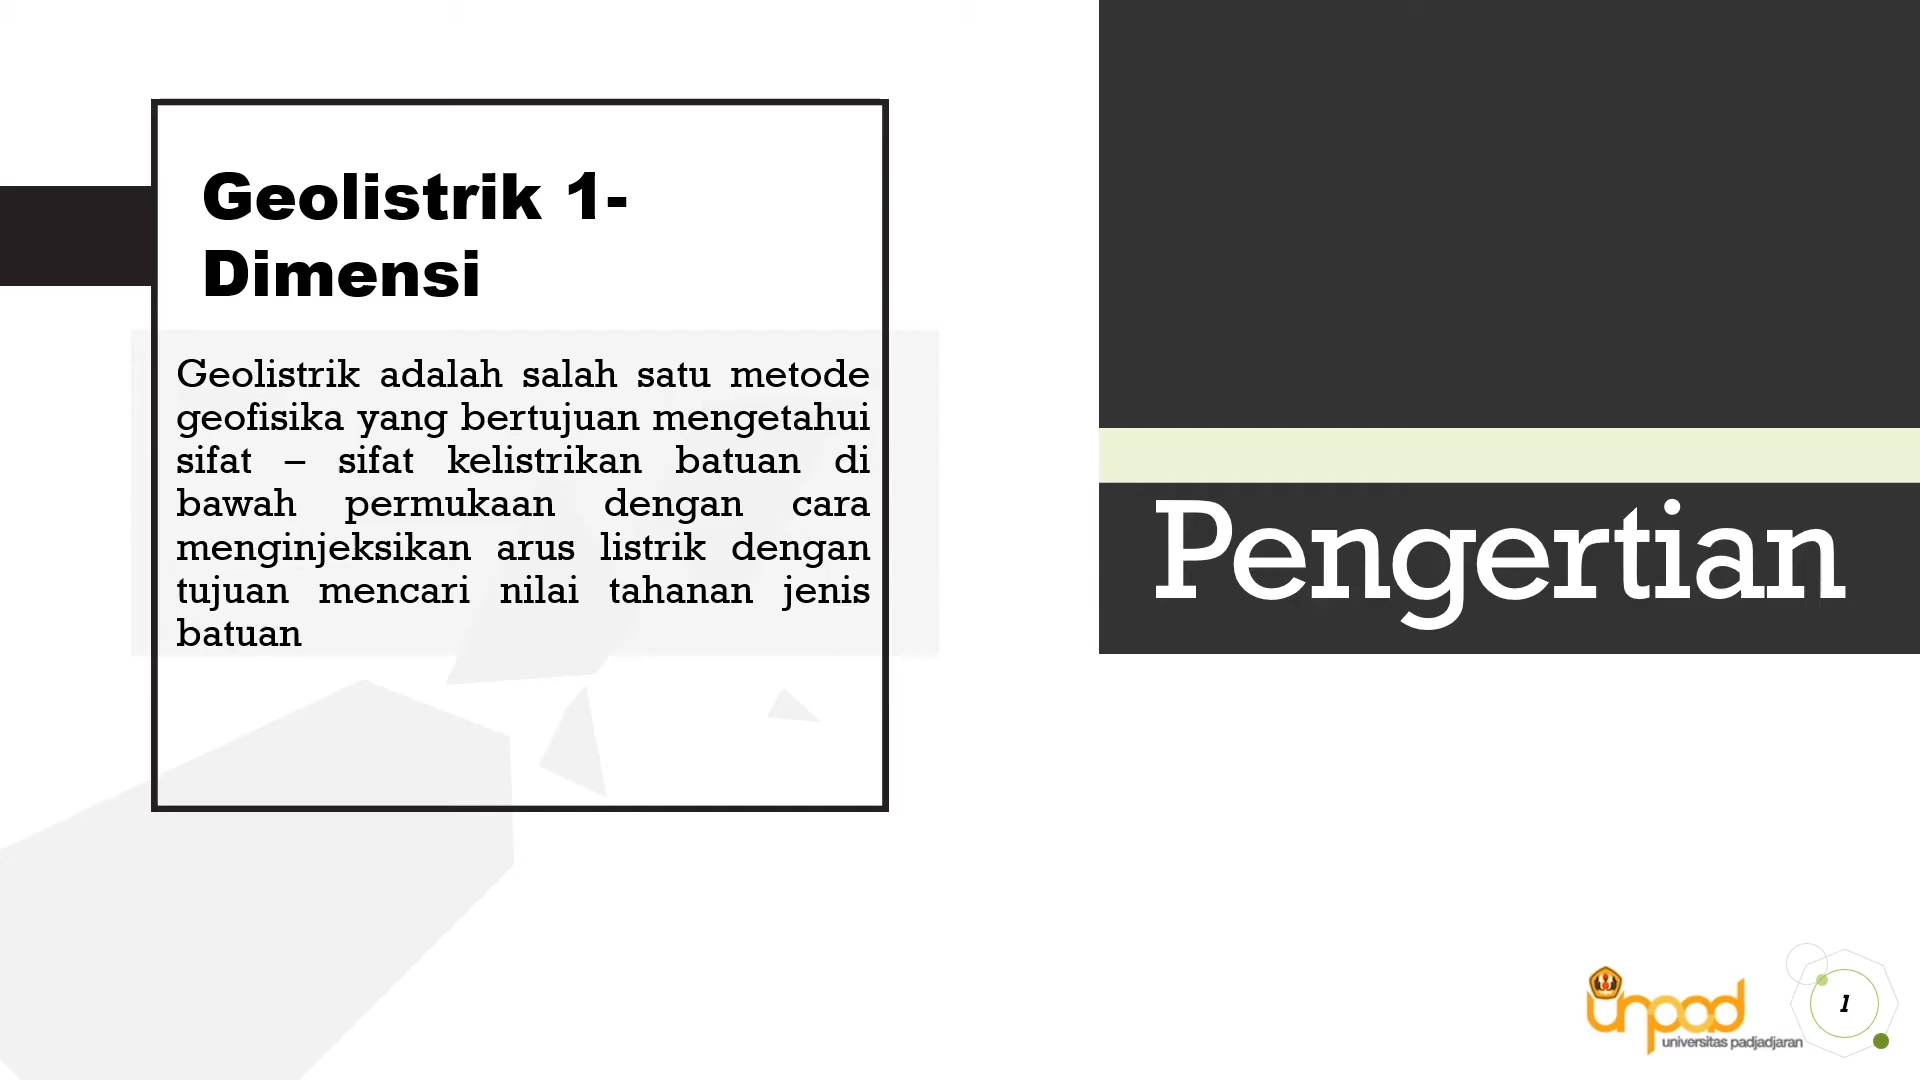 Geolistrik 1-
Dimensi
Geolistrik adalah salah satu metode
geofisika yang bertujuan mengetahui
sifat – sifat kelistrikan batuan di
bawah permukaan dengan cara
menginjeksikan arus listrik dengan
tujuan mencari nilai tahanan jenis
batuan
Pengertian
unpad
universitas padjadjaran
1